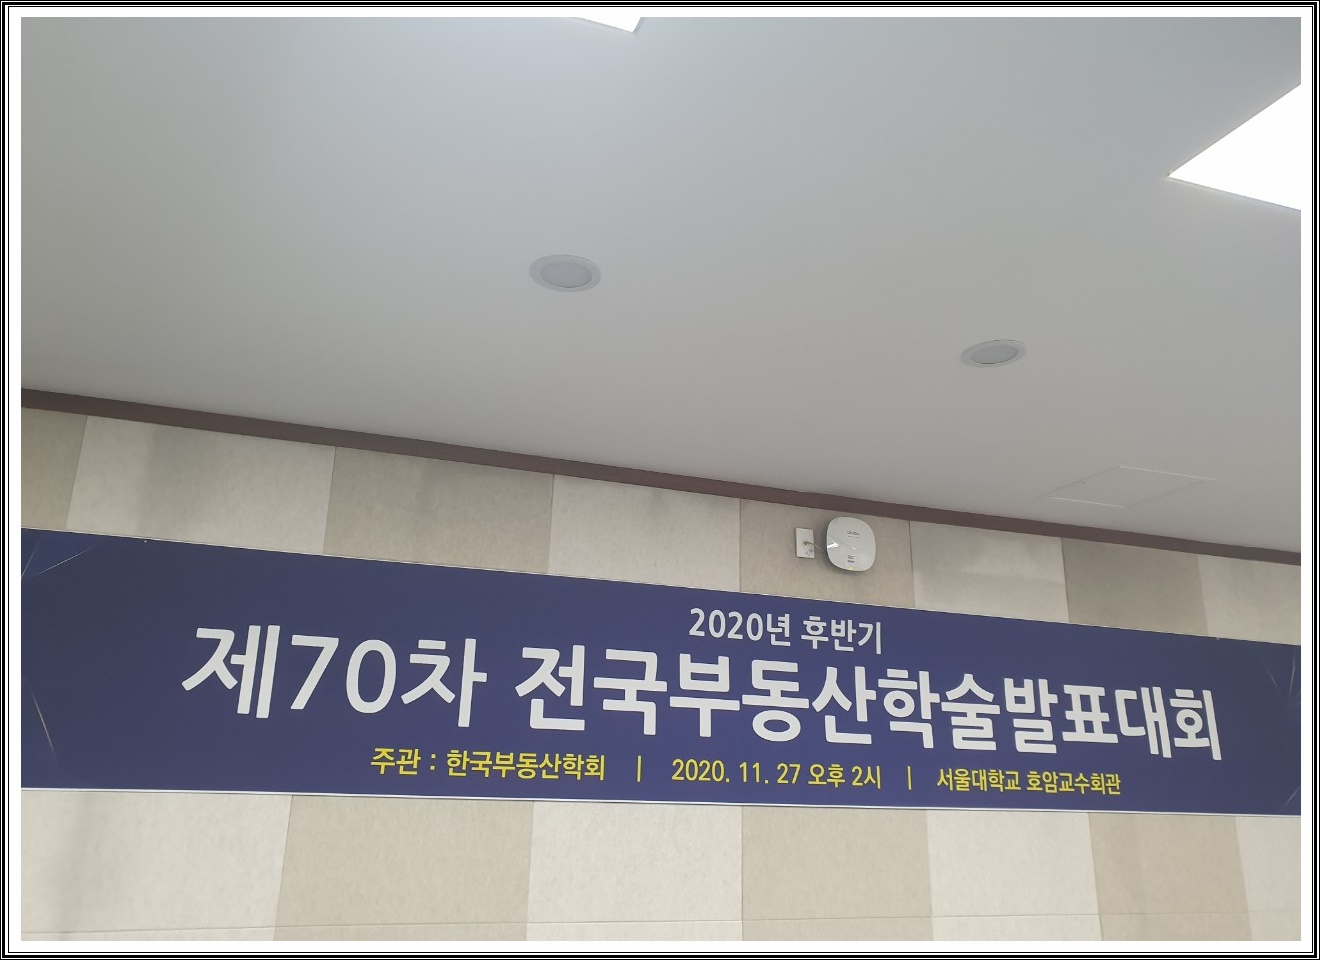 2020년 후반기
제70차 전국부동산학술발표대회
주관 : 한국부동산학회 | 2020. 11. 27 오후 2시 | 서울대학교 호암교수회관